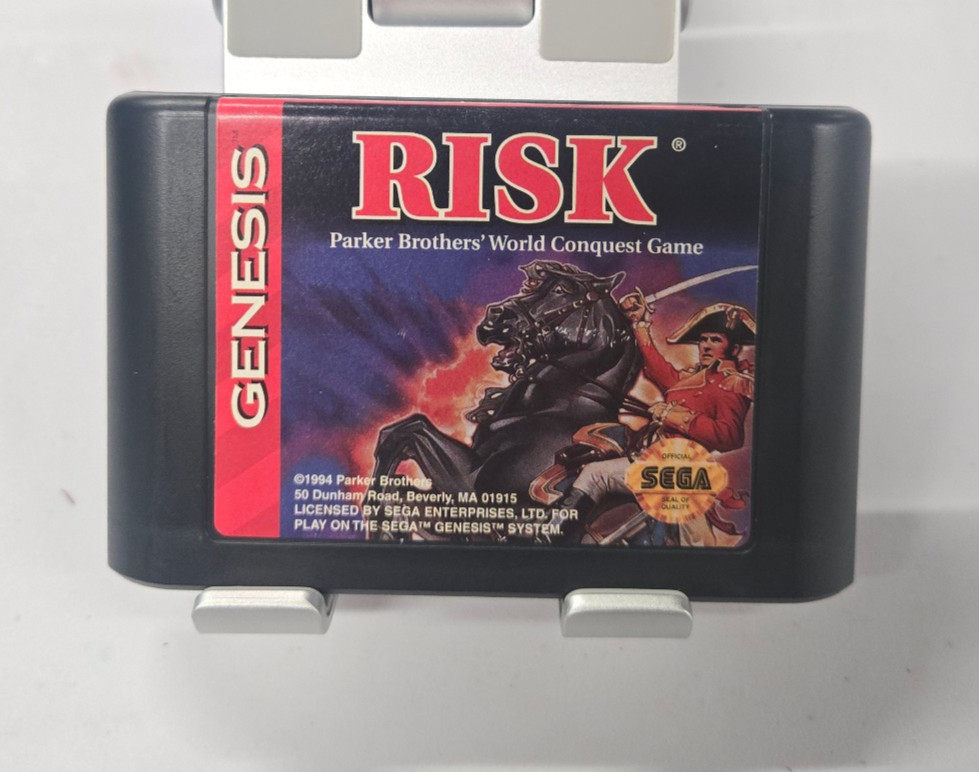 GENESIS™
RISK®
Parker Brothers' World Conquest Game
©1994 Parker Brothers
50 Dunham Road, Beverly, MA 01915
LICENSED BY SEGA ENTERPRISES, LTD. FOR
PLAY ON THE SEGA™ GENESIS™ SYSTEM.
OFFICIAL
SEGA
SEAL OF
QUALITY